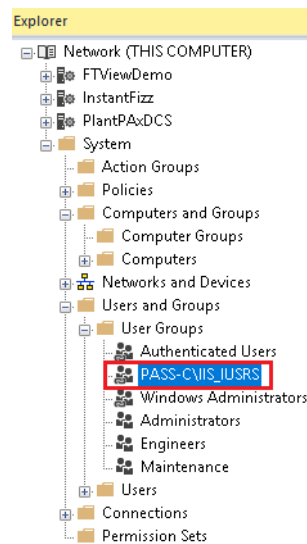 Explorer
Network (THIS COMPUTER)
FTViewDemo
InstantFizz
PlantPAxDCS
System
Action Groups
Policies
Computers and Groups
Computer Groups
Computers
Networks and Devices
Users and Groups
User Groups
Authenticated Users
PASS-C\IIS_IUSRS
Windows Administrators
Administrators
Engineers
Maintenance
Users
Connections
Permission Sets